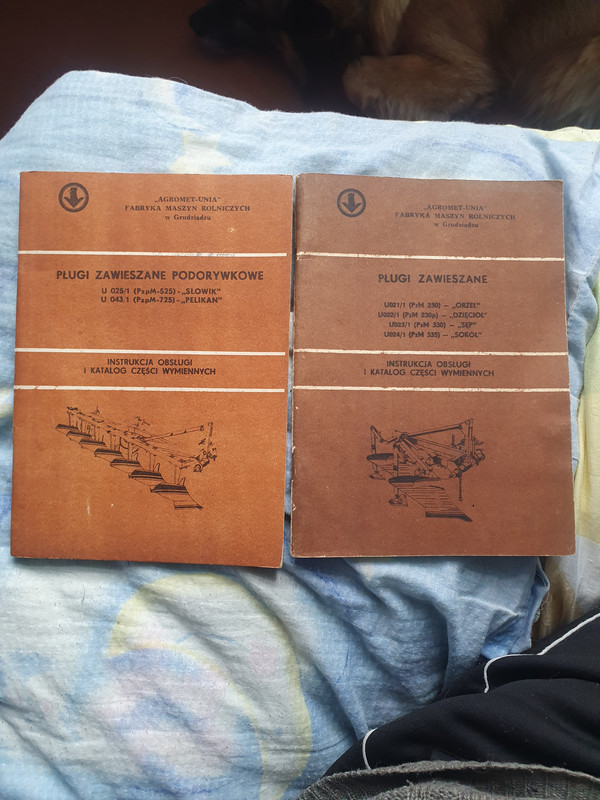 „AGROMET-UNIA"
FABRYKA MASZYN ROLNICZYCH
w Grudziądzu
PŁUGI ZAWIESZANE PODORYWKOWE
U 025/1 (PzpM-525)-„SŁOWIK"
U 043/1 (PzpM-725)-„PELIKAN"
INSTRUKCJA OBSŁUGI
I KATALOG CZĘŚCI WYMIENNYCH
„AGROMET-UNIA"
FABRYKA MASZYN ROLNICZYCH
w Grudziądzu
PŁUGI ZAWIESZANE
U021/1 (PzM 230) — „ORZEŁ"
U022/1 (PzM 230p) — „DZIĘCIOŁ"
U023/1 (PzM 330) — „SĘP"
U024/1 (PzM 335) — „SOKÓŁ"
INSTRUKCJA OBSŁUGI
I KATALOG CZĘŚCI WYMIENNYCH